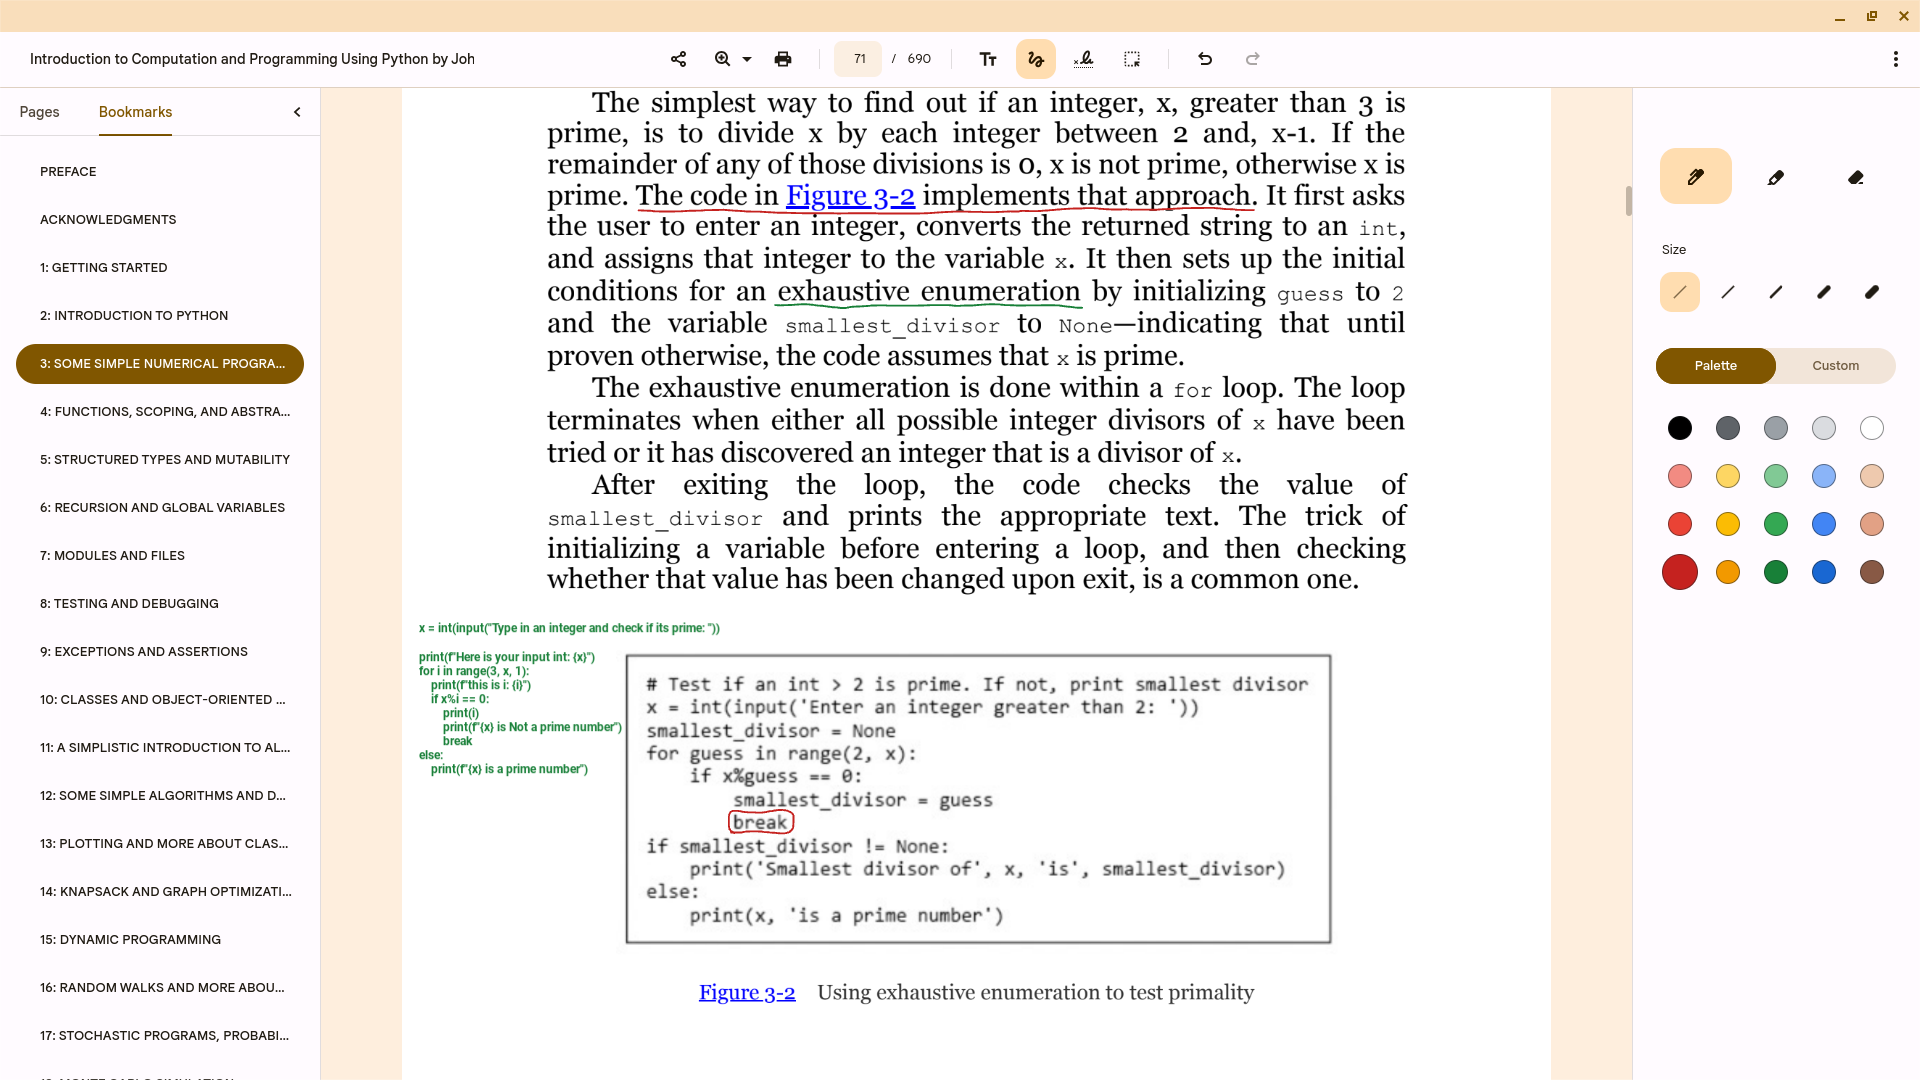 Introduction to Computation and Programming Using Python by Joh
71 / 690
Pages
Bookmarks
PREFACE
ACKNOWLEDGMENTS
1: GETTING STARTED
2: INTRODUCTION TO PYTHON
3: SOME SIMPLE NUMERICAL PROGRA...
4: FUNCTIONS, SCOPING, AND ABSTRA...
5: STRUCTURED TYPES AND MUTABILITY
6: RECURSION AND GLOBAL VARIABLES
7: MODULES AND FILES
8: TESTING AND DEBUGGING
9: EXCEPTIONS AND ASSERTIONS
10: CLASSES AND OBJECT-ORIENTED ...
11: A SIMPLISTIC INTRODUCTION TO AL...
12: SOME SIMPLE ALGORITHMS AND D...
13: PLOTTING AND MORE ABOUT CLAS...
14: KNAPSACK AND GRAPH OPTIMIZATI...
15: DYNAMIC PROGRAMMING
16: RANDOM WALKS AND MORE ABOU...
17: STOCHASTIC PROGRAMS, PROBABI...
The simplest way to find out if an integer, x, greater than 3 is
prime, is to divide x by each integer between 2 and, x-1. If the
remainder of any of those divisions is 0, x is not prime, otherwise x is
prime. The code in Figure 3-2 implements that approach. It first asks
the user to enter an integer, converts the returned string to an int,
and assigns that integer to the variable x. It then sets up the initial
conditions for an exhaustive enumeration by initializing guess to 2
and the variable smallest_divisor to None—indicating that until
proven otherwise, the code assumes that x is prime.
The exhaustive enumeration is done within a for loop. The loop
terminates when either all possible integer divisors of x have been
tried or it has discovered an integer that is a divisor of x.
After exiting the loop, the code checks the value of
smallest_divisor and prints the appropriate text. The trick of
initializing a variable before entering a loop, and then checking
whether that value has been changed upon exit, is a common one.
x = int(input("Type in an integer and check if its prime: "))
print(f"Here is your input int: {x}")
for i in range(3, x, 1):
print(f"this is i: {i}")
if x%i == 0:
print(i)
print(f"{x} is Not a prime number")
break
else:
print(f"{x} is a prime number")
# Test if an int > 2 is prime. If not, print smallest divisor
x = int(input('Enter an integer greater than 2: '))
smallest_divisor = None
for guess in range(2, x):
if x%guess == 0:
smallest_divisor = guess
break
if smallest_divisor != None:
print('Smallest divisor of', x, 'is', smallest_divisor)
else:
print(x, 'is a prime number')
Figure 3-2 Using exhaustive enumeration to test primality
Size
Palette
Custom